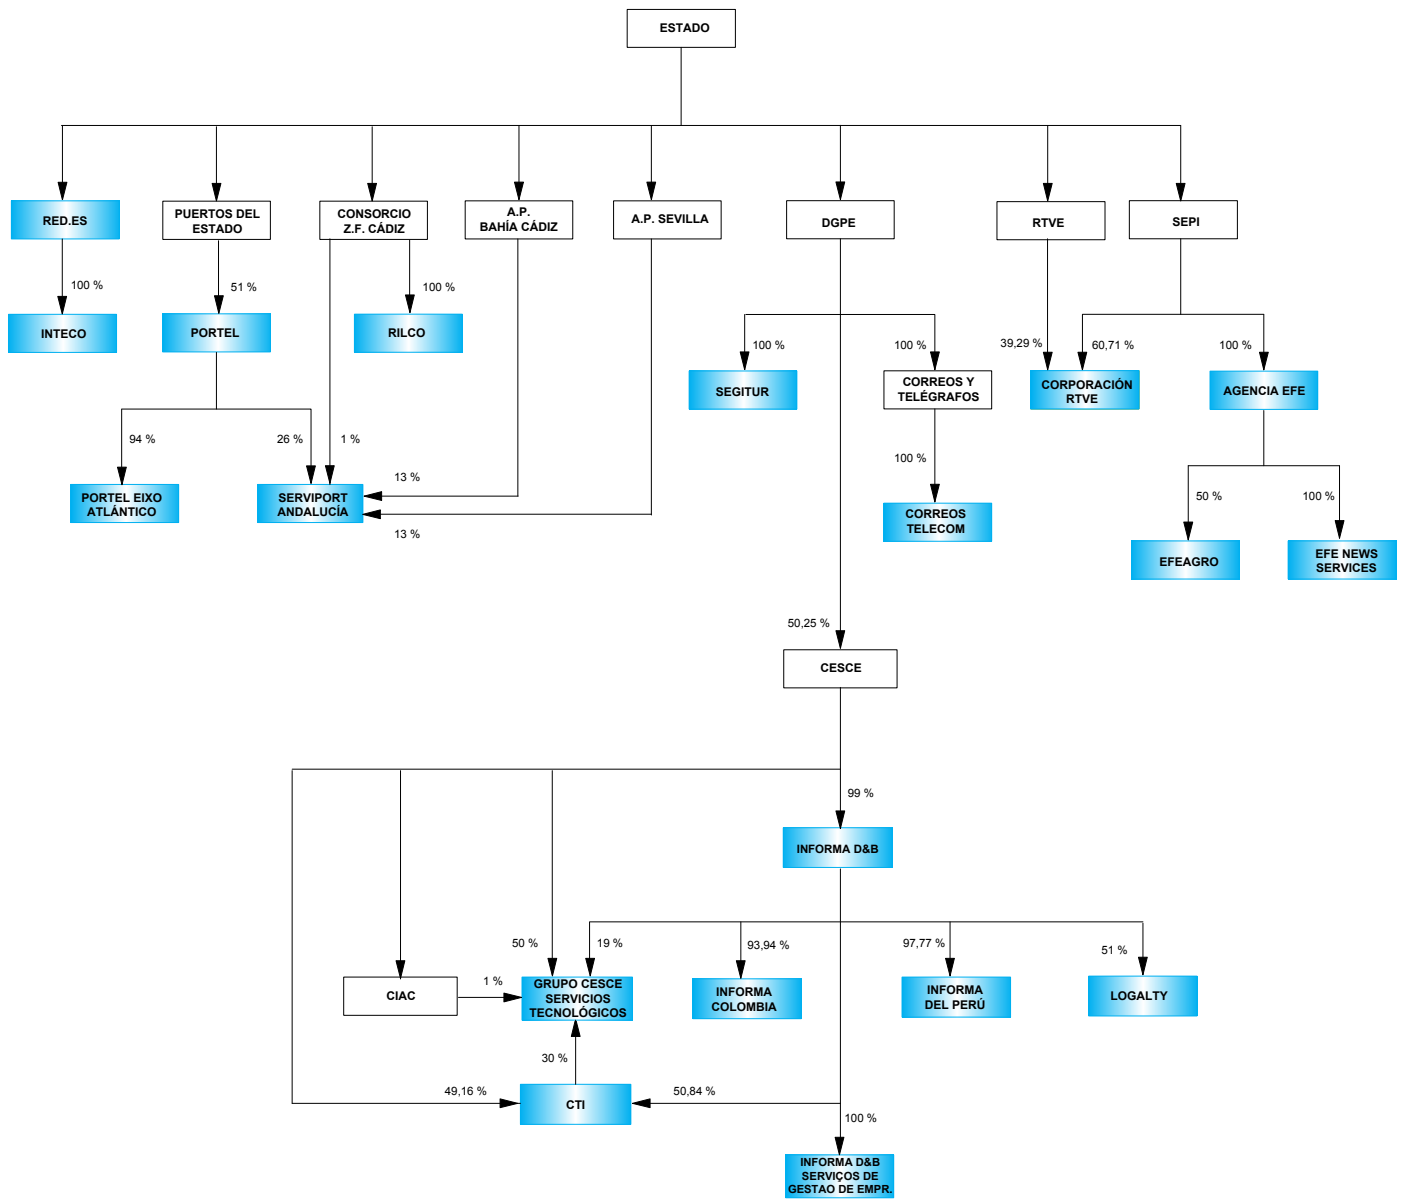 ESTADO
RED.ES
PUERTOS DEL
ESTADO
CONSORCIO
Z.F. CÁDIZ
A.P.
BAHÍA CÁDIZ
A.P. SEVILLA
DGPE
RTVE
SEPI
100 %
51 %
100 %
INTECO
PORTEL
RILCO
100 %
100 %
39,29 %
60,71 %
100 %
SEGITUR
CORREOS Y
TELÉGRAFOS
CORPORACIÓN
RTVE
AGENCIA EFE
94 %
26 %
1 %
13 %
100 %
PORTEL EIXO
ATLÁNTICO
SERVIPORT
ANDALUCÍA
13 %
CORREOS
TELECOM
50 %
100 %
EFEAGRO
EFE NEWS
SERVICES
50,25 %
CESCE
99 %
INFORMA D&B
50 %
19 %
93,94 %
97,77 %
51 %
CIAC
1 %
GRUPO CESCE
SERVICIOS
TECNOLÓGICOS
INFORMA
COLOMBIA
INFORMA
DEL PERÚ
LOGALTY
30 %
49,16 %
CTI
50,84 %
100 %
INFORMA D&B
SERVIÇOS DE
GESTAO DE EMPR.